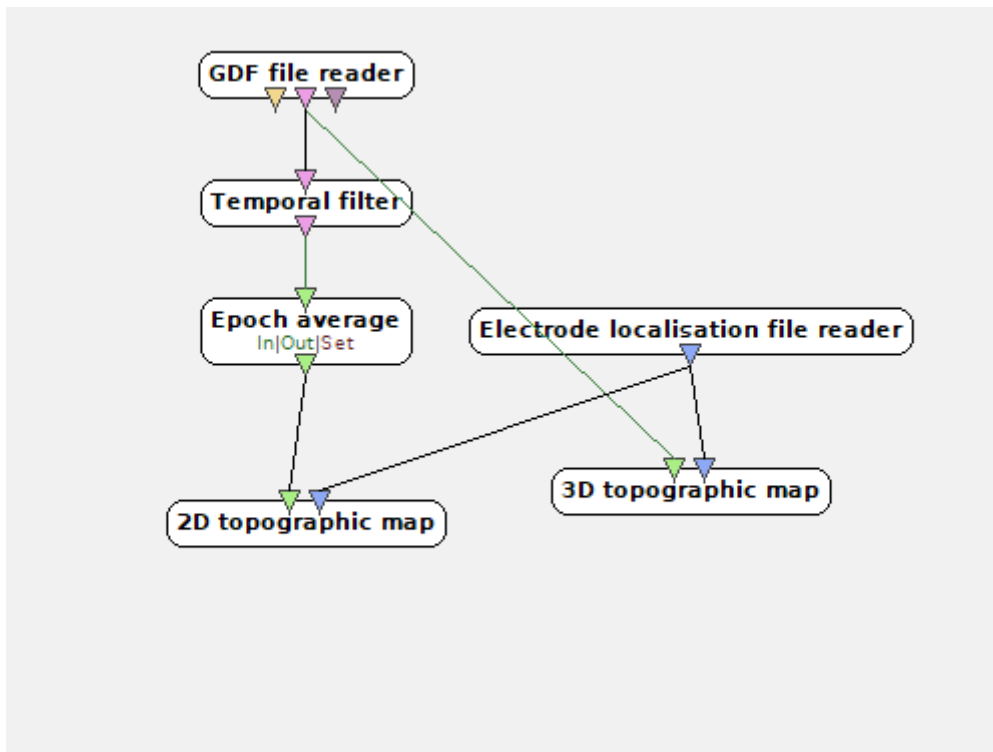 GDF file reader
Temporal filter
Epoch average
In|Out|Set
Electrode localisation file reader
3D topographic map
2D topographic map